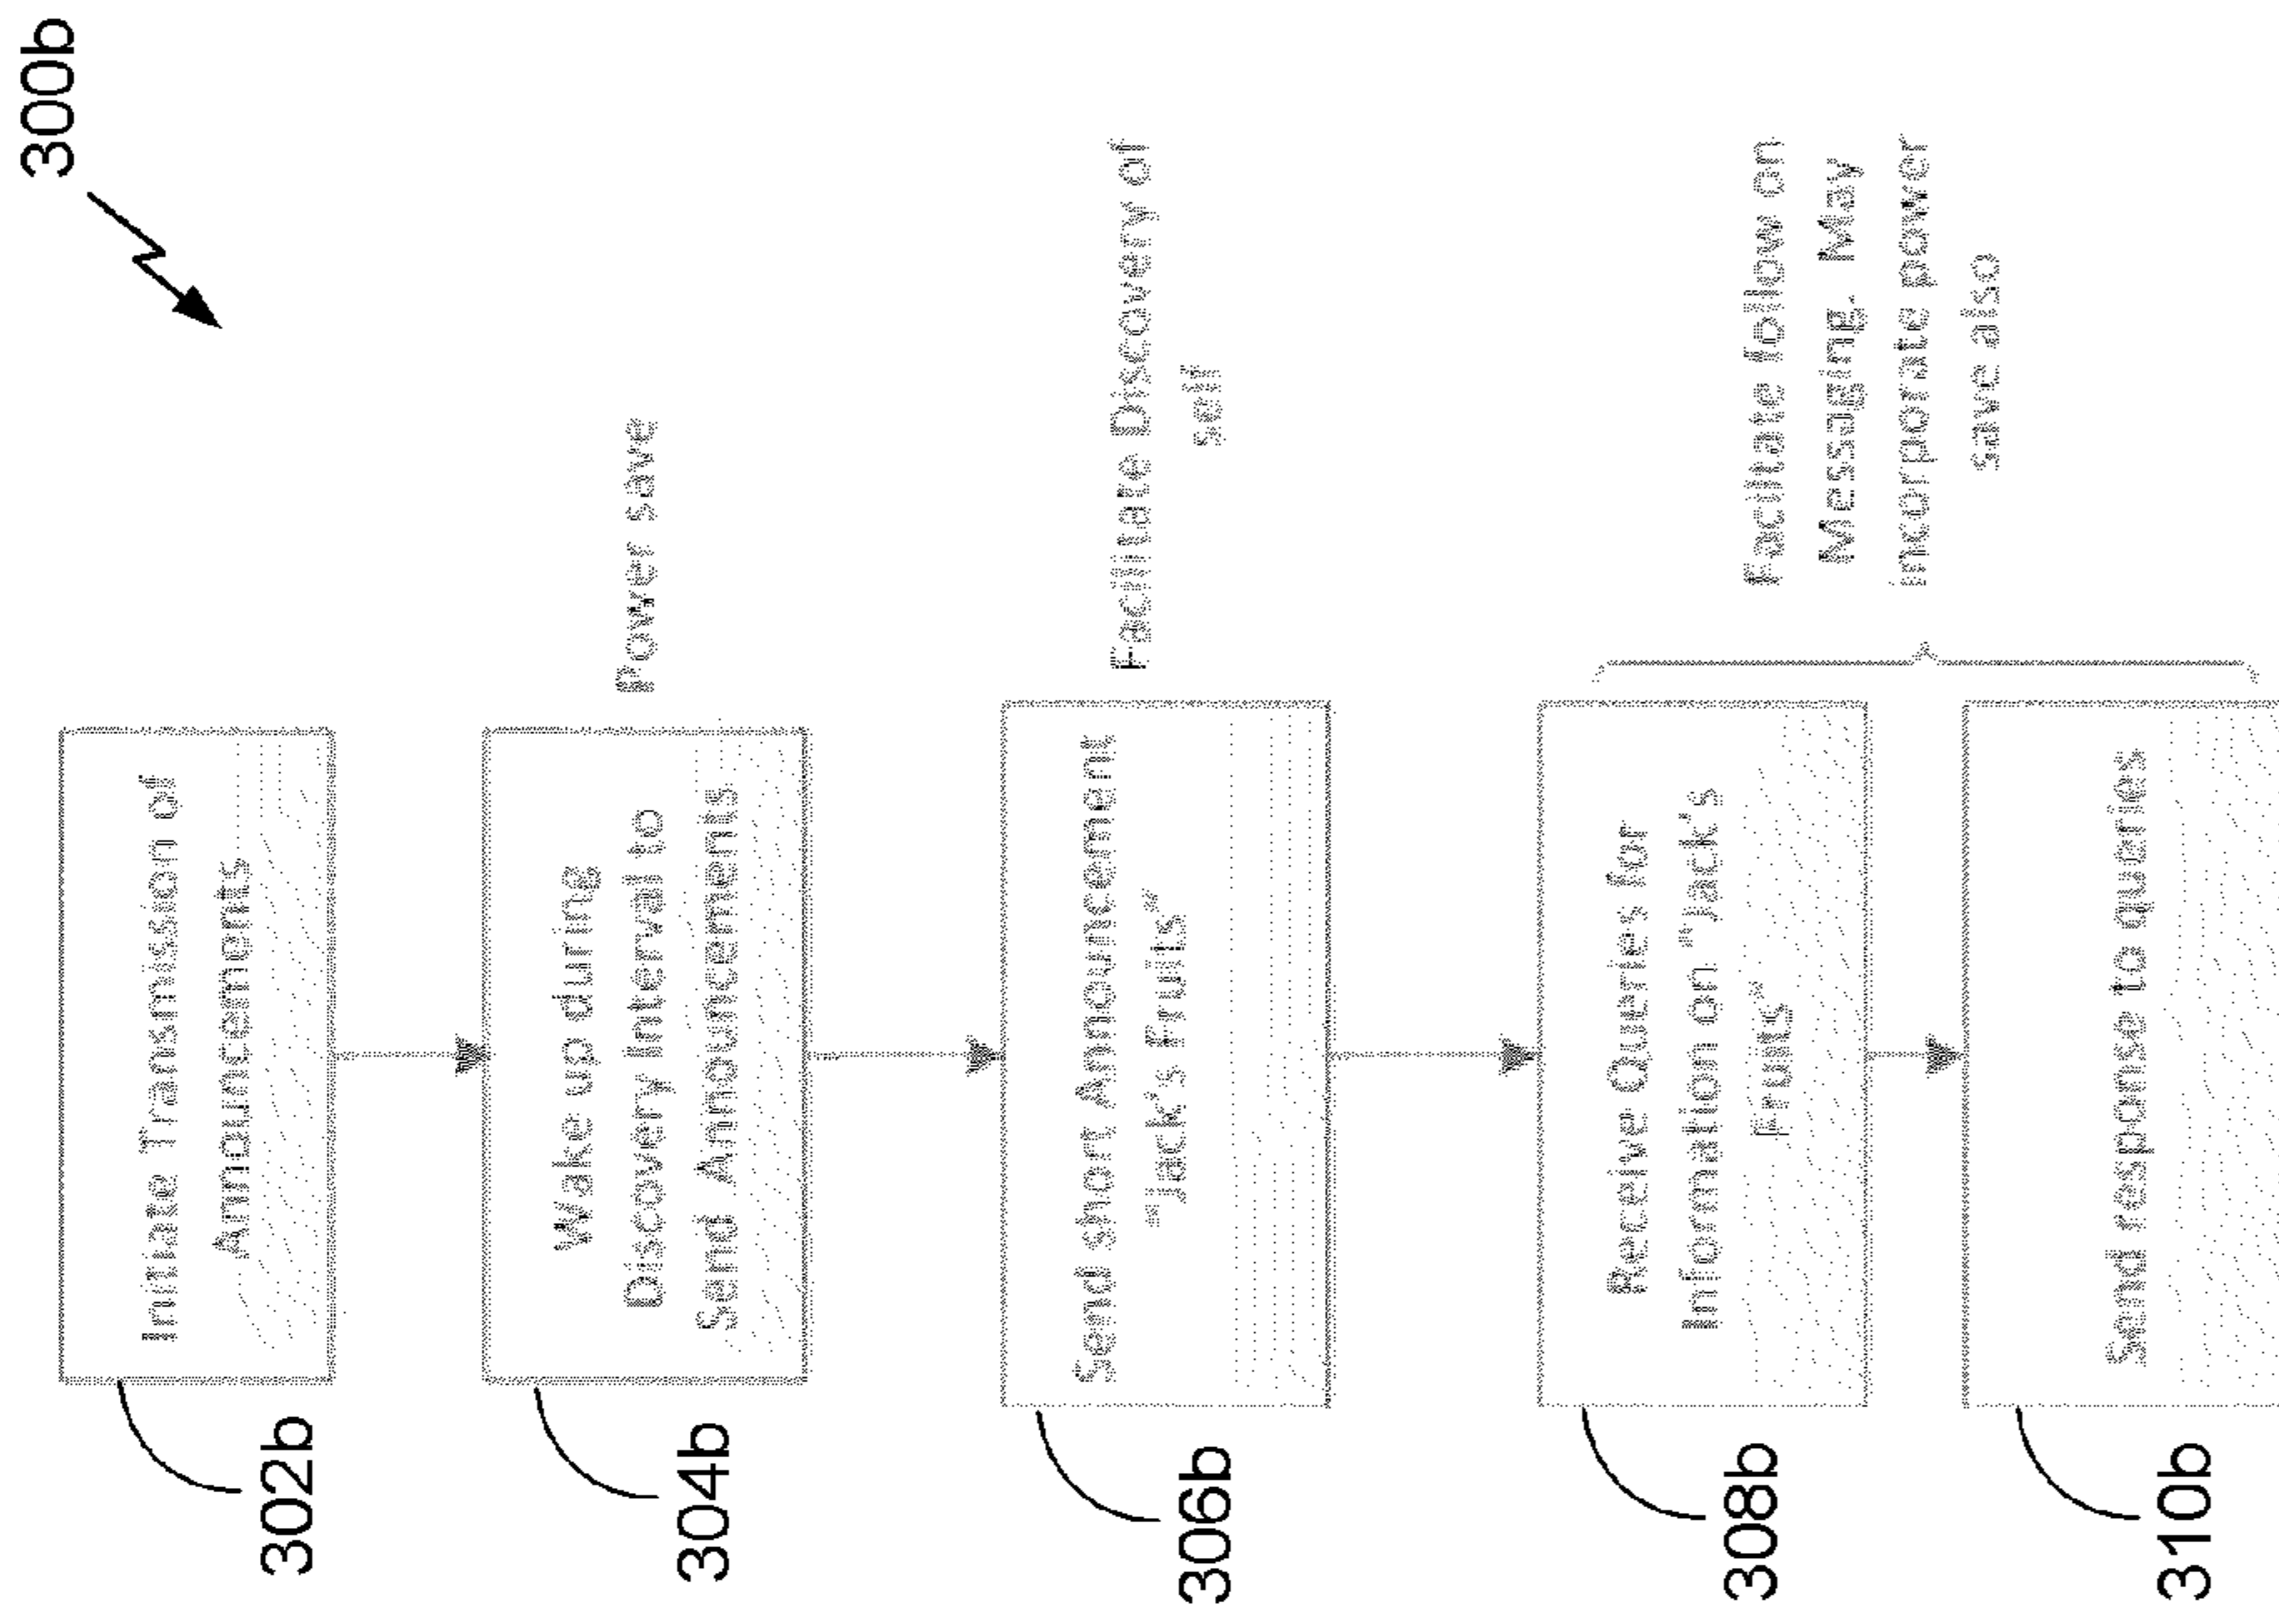 300b
302b
Initiate Transmission of
Announcements
304b
Wake up during
Discovery Interval to
Send Announcements
Power save
306b
Send short Announcement
"Jack's Fruits"
Facilitate Discovery of
self
308b
Receive Queries for
Information on "Jack's
Fruits"
310b
Send response to queries
Facilitate follow on
Messaging. May
incorporate power
save also